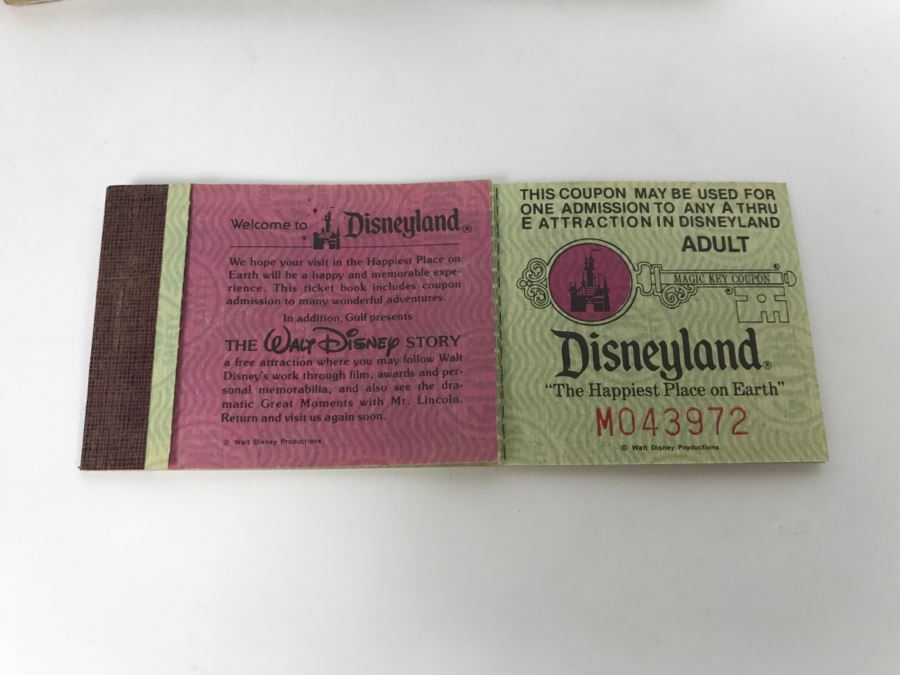 Welcome to Disneyland®
We hope your visit in the Happiest Place on
Earth will be a happy and memorable expe-
rience. This ticket book includes coupon
admission to many wonderful adventures.
In addition, Gulf presents
THE Walt Disney STORY
a free attraction where you may follow Walt
Disney's work through film, awards and per-
sonal memorabilia, and also see the dra-
matic Great Moments with Mr. Lincoln.
Return and visit us again soon.
© Walt Disney Productions
THIS COUPON MAY BE USED FOR
ONE ADMISSION TO ANY A THRU
E ATTRACTION IN DISNEYLAND
ADULT
MAGIC KEY COUPON
Disneyland®
"The Happiest Place on Earth"
M043972
© Walt Disney Productions